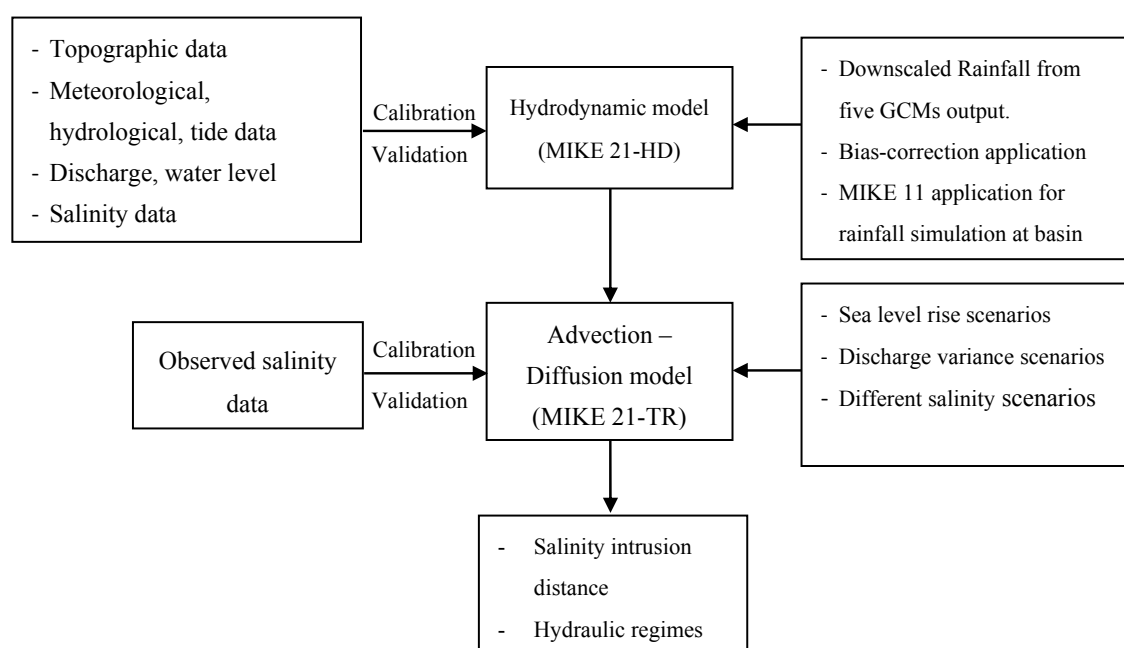 - Topographic data
- Meteorological,
hydrological, tide data
- Discharge, water level
- Salinity data
Calibration
Validation
Hydrodynamic model
(MIKE 21-HD)
- Downscaled Rainfall from
five GCMs output.
- Bias-correction application
- MIKE 11 application for
rainfall simulation at basin
Observed salinity
data
Calibration
Validation
Advection –
Diffusion model
(MIKE 21-TR)
- Sea level rise scenarios
- Discharge variance scenarios
- Different salinity scenarios
- Salinity intrusion
distance
- Hydraulic regimes